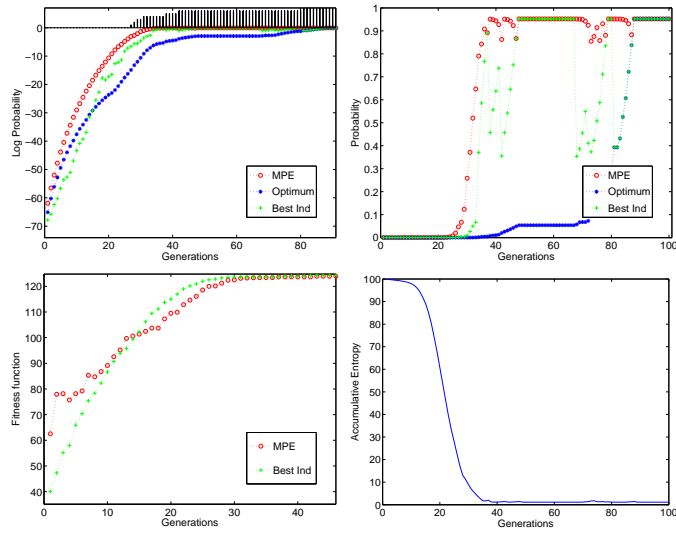 0
−10
−20
−30
−40
−50
−60
−70
Log Probability
0 20 40 60 80
Generations
MPE
Optimum
Best Ind
1
0.9
0.8
0.7
0.6
0.5
0.4
0.3
0.2
0.1
0
Probability
0 20 40 60 80 100
Generations
MPE
Optimum
Best Ind
120
100
80
60
40
Fitness function
0 10 20 30 40
Generations
MPE
Best Ind
100
90
80
70
60
50
40
30
20
10
0
Accumulative Entropy
0 20 40 60 80 100
Generations